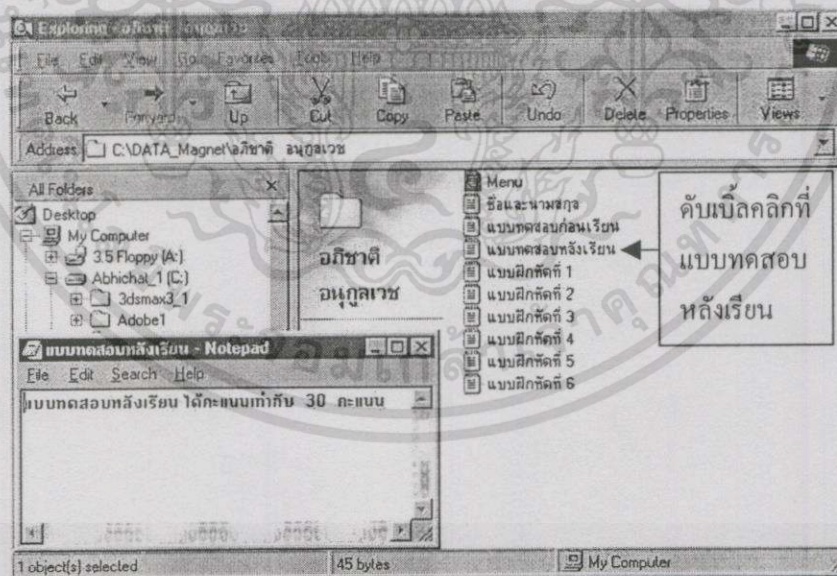 Exploring - อภิชาติ อนุกูลเวช
File Edit View Go Favorites Tools Help
Back Forward Up Cut Copy Paste Undo Delete Properties Views
Address C:\DATA_Magnet\อภิชาติ อนุกูลเวช
All Folders
Desktop
My Computer
3.5 Floppy (A:)
Abhichat_1 (C:)
3dsmax3_1
Adobe1
อภิชาติ
อนุกูลเวช
Menu
ชื่อและนามสกุล
แบบทดสอบก่อนเรียน
แบบทดสอบหลังเรียน
แบบฝึกหัดที่ 1
แบบฝึกหัดที่ 2
แบบฝึกหัดที่ 3
แบบฝึกหัดที่ 4
แบบฝึกหัดที่ 5
แบบฝึกหัดที่ 6
ดับเบิ้ลคลิกที่
แบบทดสอบ
หลังเรียน
แบบทดสอบหลังเรียน - Notepad
File Edit Search Help
แบบทดสอบหลังเรียน ได้คะแนนเท่ากับ 30 คะแนน
1 object(s) selected 45 bytes My Computer